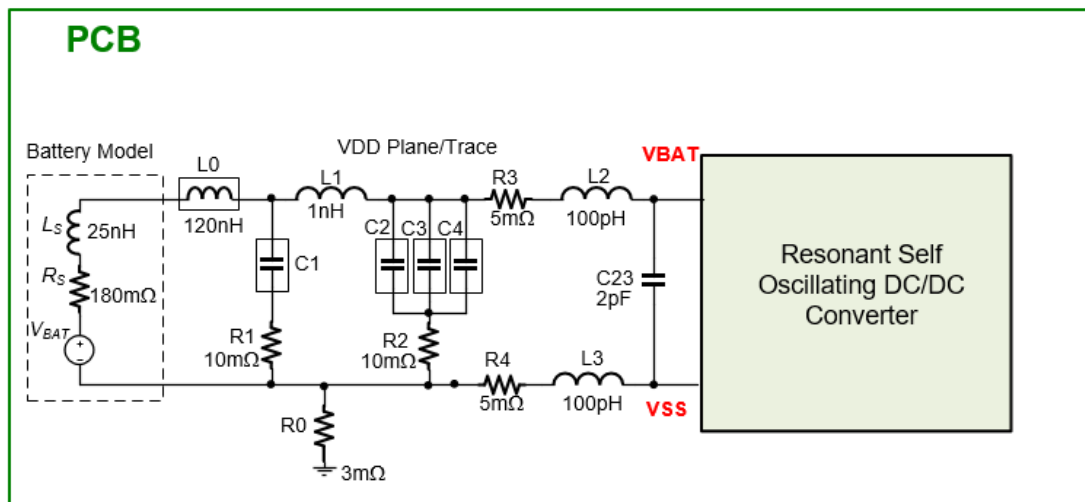 PCB
Battery Model
VDD Plane/Trace
VBAT
L0
120nH
L1
1nH
R3
5mΩ
L2
100pH
LS
25nH
RS
180mΩ
VBAT
+
−
C1
C2
C3
C4
R1
10mΩ
R2
10mΩ
C23
2pF
Resonant Self
Oscillating DC/DC
Converter
R4
5mΩ
L3
100pH
VSS
R0
3mΩ